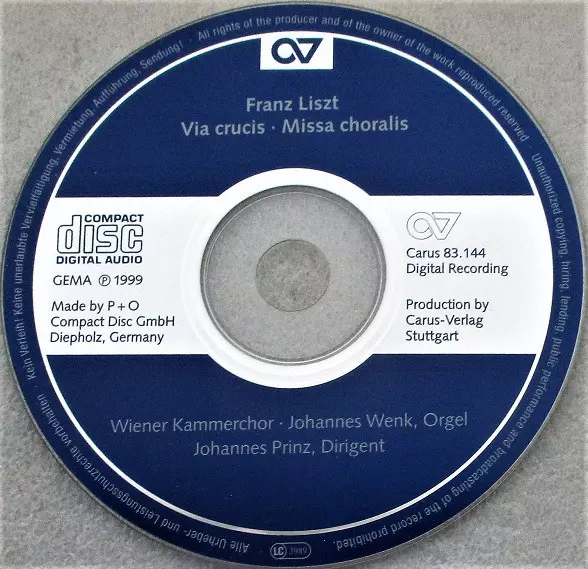 All rights of the producer and of the owner of the work reproduced reserved · Unauthorized copying, hiring, lending, public performance and broadcasting of the record prohibited.
Franz Liszt
Via crucis · Missa choralis
COMPACT
disc
DIGITAL AUDIO
GEMA Ⓟ 1999
Made by P + O
Compact Disc GmbH
Diepholz, Germany
Carus 83.144
Digital Recording
Production by
Carus-Verlag
Stuttgart
Wiener Kammerchor · Johannes Wenk, Orgel
Johannes Prinz, Dirigent
LC 3989
Alle Urheber- und Leistungsschutzrechte vorbehalten · Kein Verleih! Keine unerlaubte Vervielfältigung, Vermietung, Aufführung, Sendung!